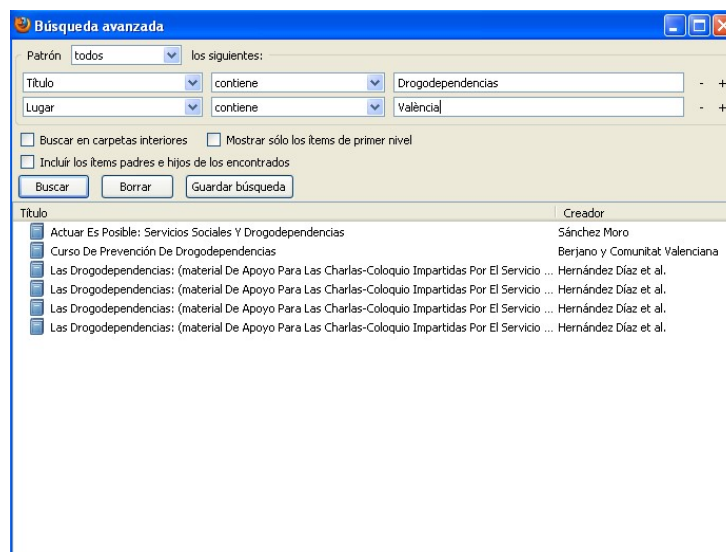 Búsqueda avanzada
Patrón todos los siguientes:
Título contiene Drogodependencias - +
Lugar contiene València - +
Buscar en carpetas interiores Mostrar sólo los ítems de primer nivel
Incluír los ítems padres e hijos de los encontrados
Buscar Borrar Guardar búsqueda
Título Creador
Actuar Es Posible: Servicios Sociales Y Drogodependencias Sánchez Moro
Curso De Prevención De Drogodependencias Berjano y Comunitat Valenciana
Las Drogodependencias: (material De Apoyo Para Las Charlas-Coloquio Impartidas Por El Servicio ... Hernández Díaz et al.
Las Drogodependencias: (material De Apoyo Para Las Charlas-Coloquio Impartidas Por El Servicio ... Hernández Díaz et al.
Las Drogodependencias: (material De Apoyo Para Las Charlas-Coloquio Impartidas Por El Servicio ... Hernández Díaz et al.
Las Drogodependencias: (material De Apoyo Para Las Charlas-Coloquio Impartidas Por El Servicio ... Hernández Díaz et al.